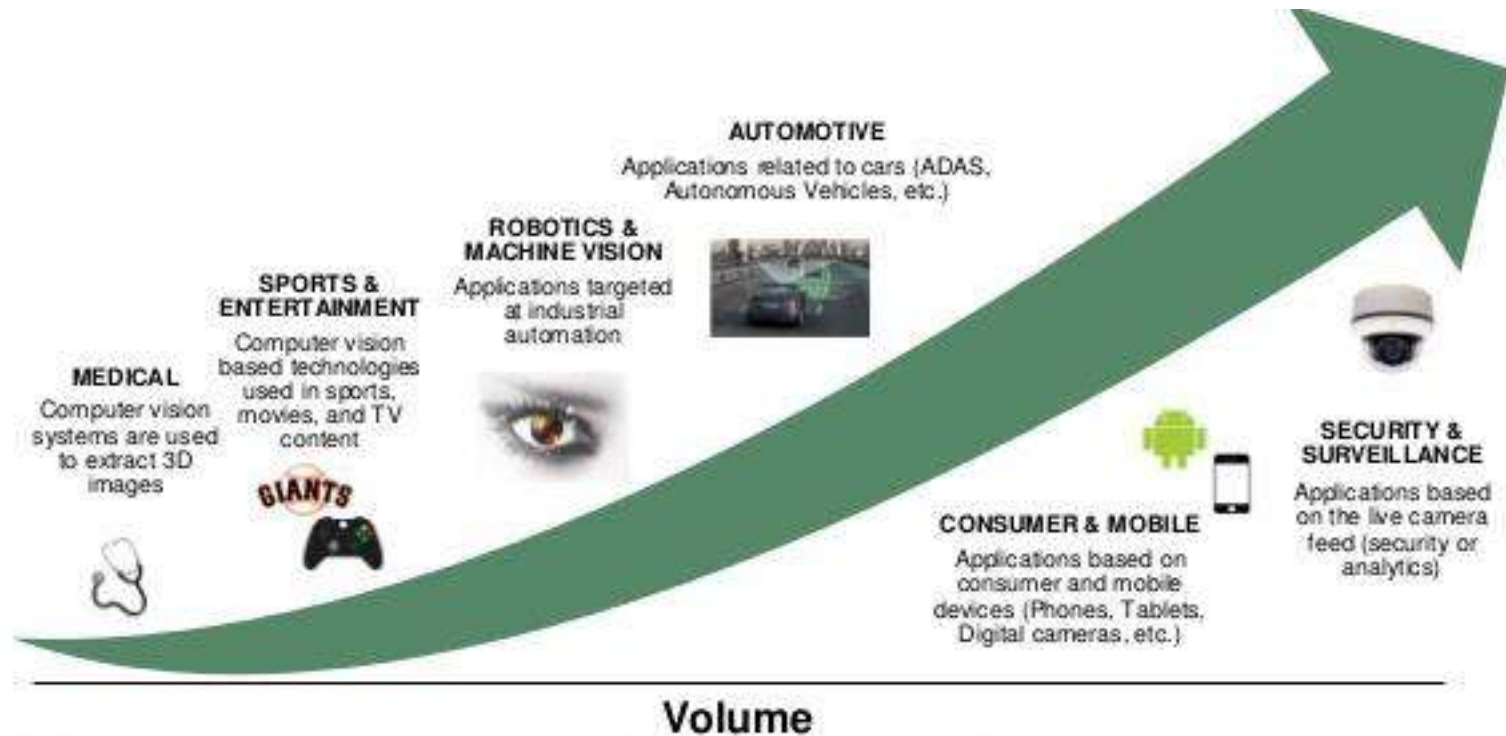 MEDICAL
Computer vision
systems are used
to extract 3D
images
SPORTS &
ENTERTAINMENT
Computer vision
based technologies
used in sports,
movies, and TV
content
GIANTS
ROBOTICS &
MACHINE VISION
Applications targeted
at industrial
automation
AUTOMOTIVE
Applications related to cars (ADAS,
Autonomous Vehicles, etc.)
CONSUMER & MOBILE
Applications based on
consumer and mobile
devices (Phones, Tablets,
Digital cameras, etc.)
SECURITY &
SURVEILLANCE
Applications based
on the live camera
feed (security or
analytics)
Volume